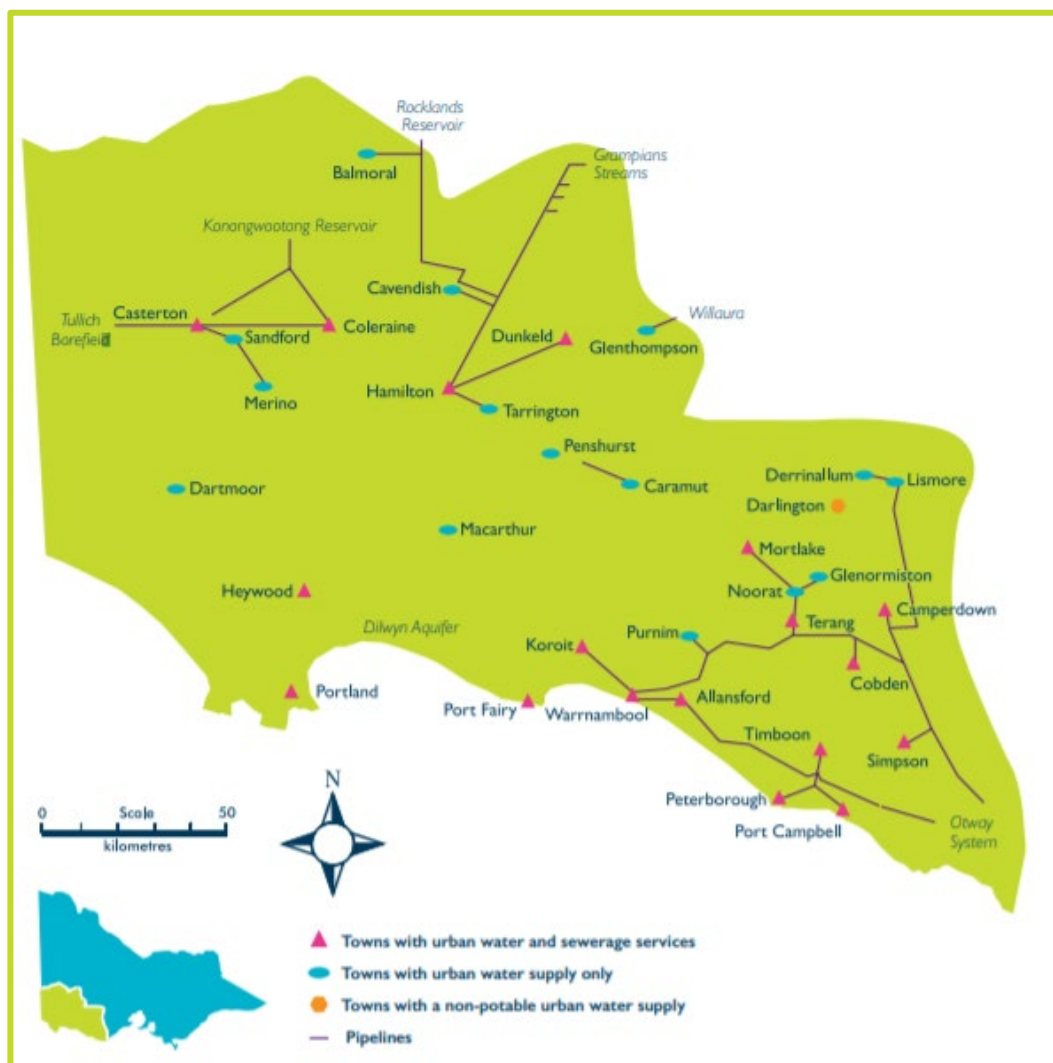 Rocklands
Reservoir
Grampians
Streams
Balmoral
Konongwootong Reservoir
Cavendish
Willaura
Casterton
Tullich
Borefield
Sandford
Coleraine
Dunkeld
Glenthompson
Hamilton
Merino
Tarrington
Penshurst
Derrinallum
Lismore
Caramut
Dartmoor
Darlington
Macarthur
Mortlake
Glenormiston
Heywood
Noorat
Camperdown
Dilwyn Aquifer
Koroit
Purnim
Terang
Cobden
Portland
Port Fairy
Warrnambool
Allansford
Timboon
Simpson
N
Peterborough
0 Scale 50
kilometres
Port Campbell
Otway
System
Towns with urban water and sewerage services
Towns with urban water supply only
Towns with a non-potable urban water supply
Pipelines